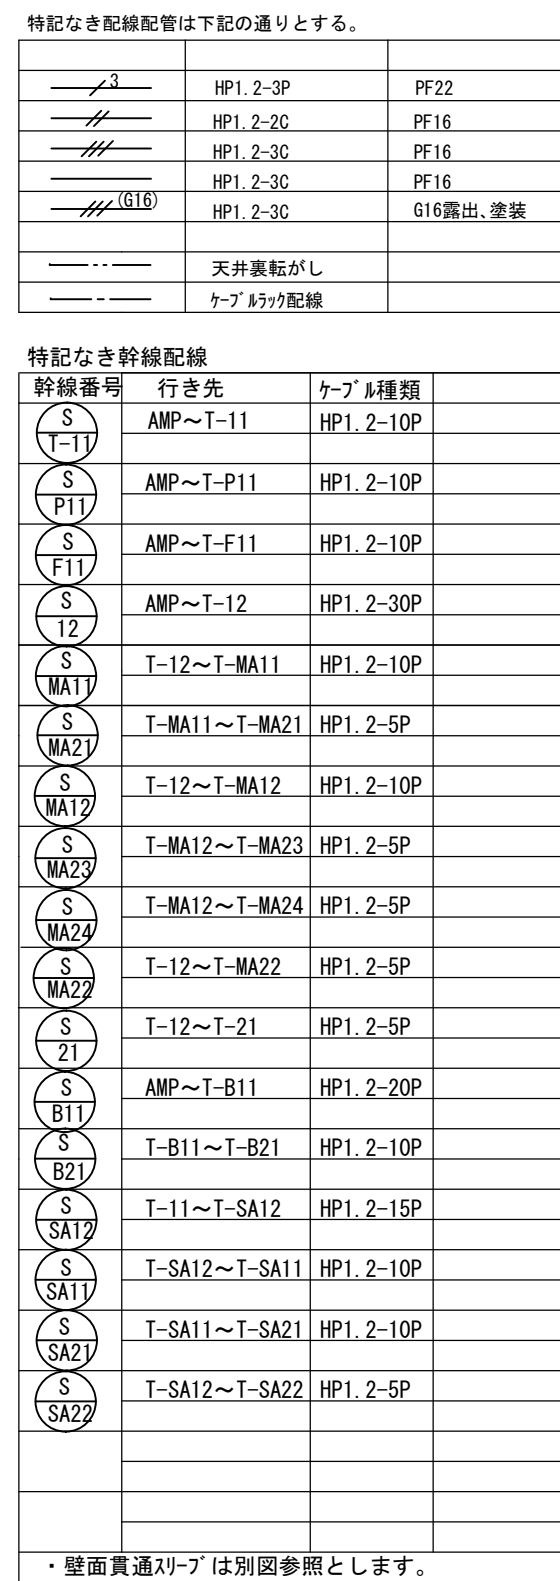 特記なき配線配管は下記の通りとする。
3 HP1.2-3P PF22
HP1.2-2C PF16
HP1.2-3C PF16
HP1.2-3C PF16
(G16) HP1.2-3C G16露出、塗装
天井裏転がし
ｹｰﾌﾞﾙﾗｯｸ配線
特記なき幹線配線
幹線番号 行き先 ｹｰﾌﾞﾙ種類
S AMP～T-11 HP1.2-10P
T-11
S AMP～T-P11 HP1.2-10P
P11
S AMP～T-F11 HP1.2-10P
F11
S AMP～T-12 HP1.2-30P
12
S T-12～T-MA11 HP1.2-10P
MA11
S T-MA11～T-MA21 HP1.2-5P
MA21
S T-12～T-MA12 HP1.2-10P
MA12
S T-MA12～T-MA23 HP1.2-5P
MA23
S T-MA12～T-MA24 HP1.2-5P
MA24
S T-12～T-MA22 HP1.2-5P
MA22
S T-12～T-21 HP1.2-5P
21
S AMP～T-B11 HP1.2-20P
B11
S T-B11～T-B21 HP1.2-10P
B21
S T-11～T-SA12 HP1.2-15P
SA12
S T-SA12～T-SA11 HP1.2-10P
SA11
S T-SA11～T-SA21 HP1.2-10P
SA21
S T-SA12～T-SA22 HP1.2-5P
SA22
・壁面貫通ｽﾘｰﾌﾞは別図参照とします。